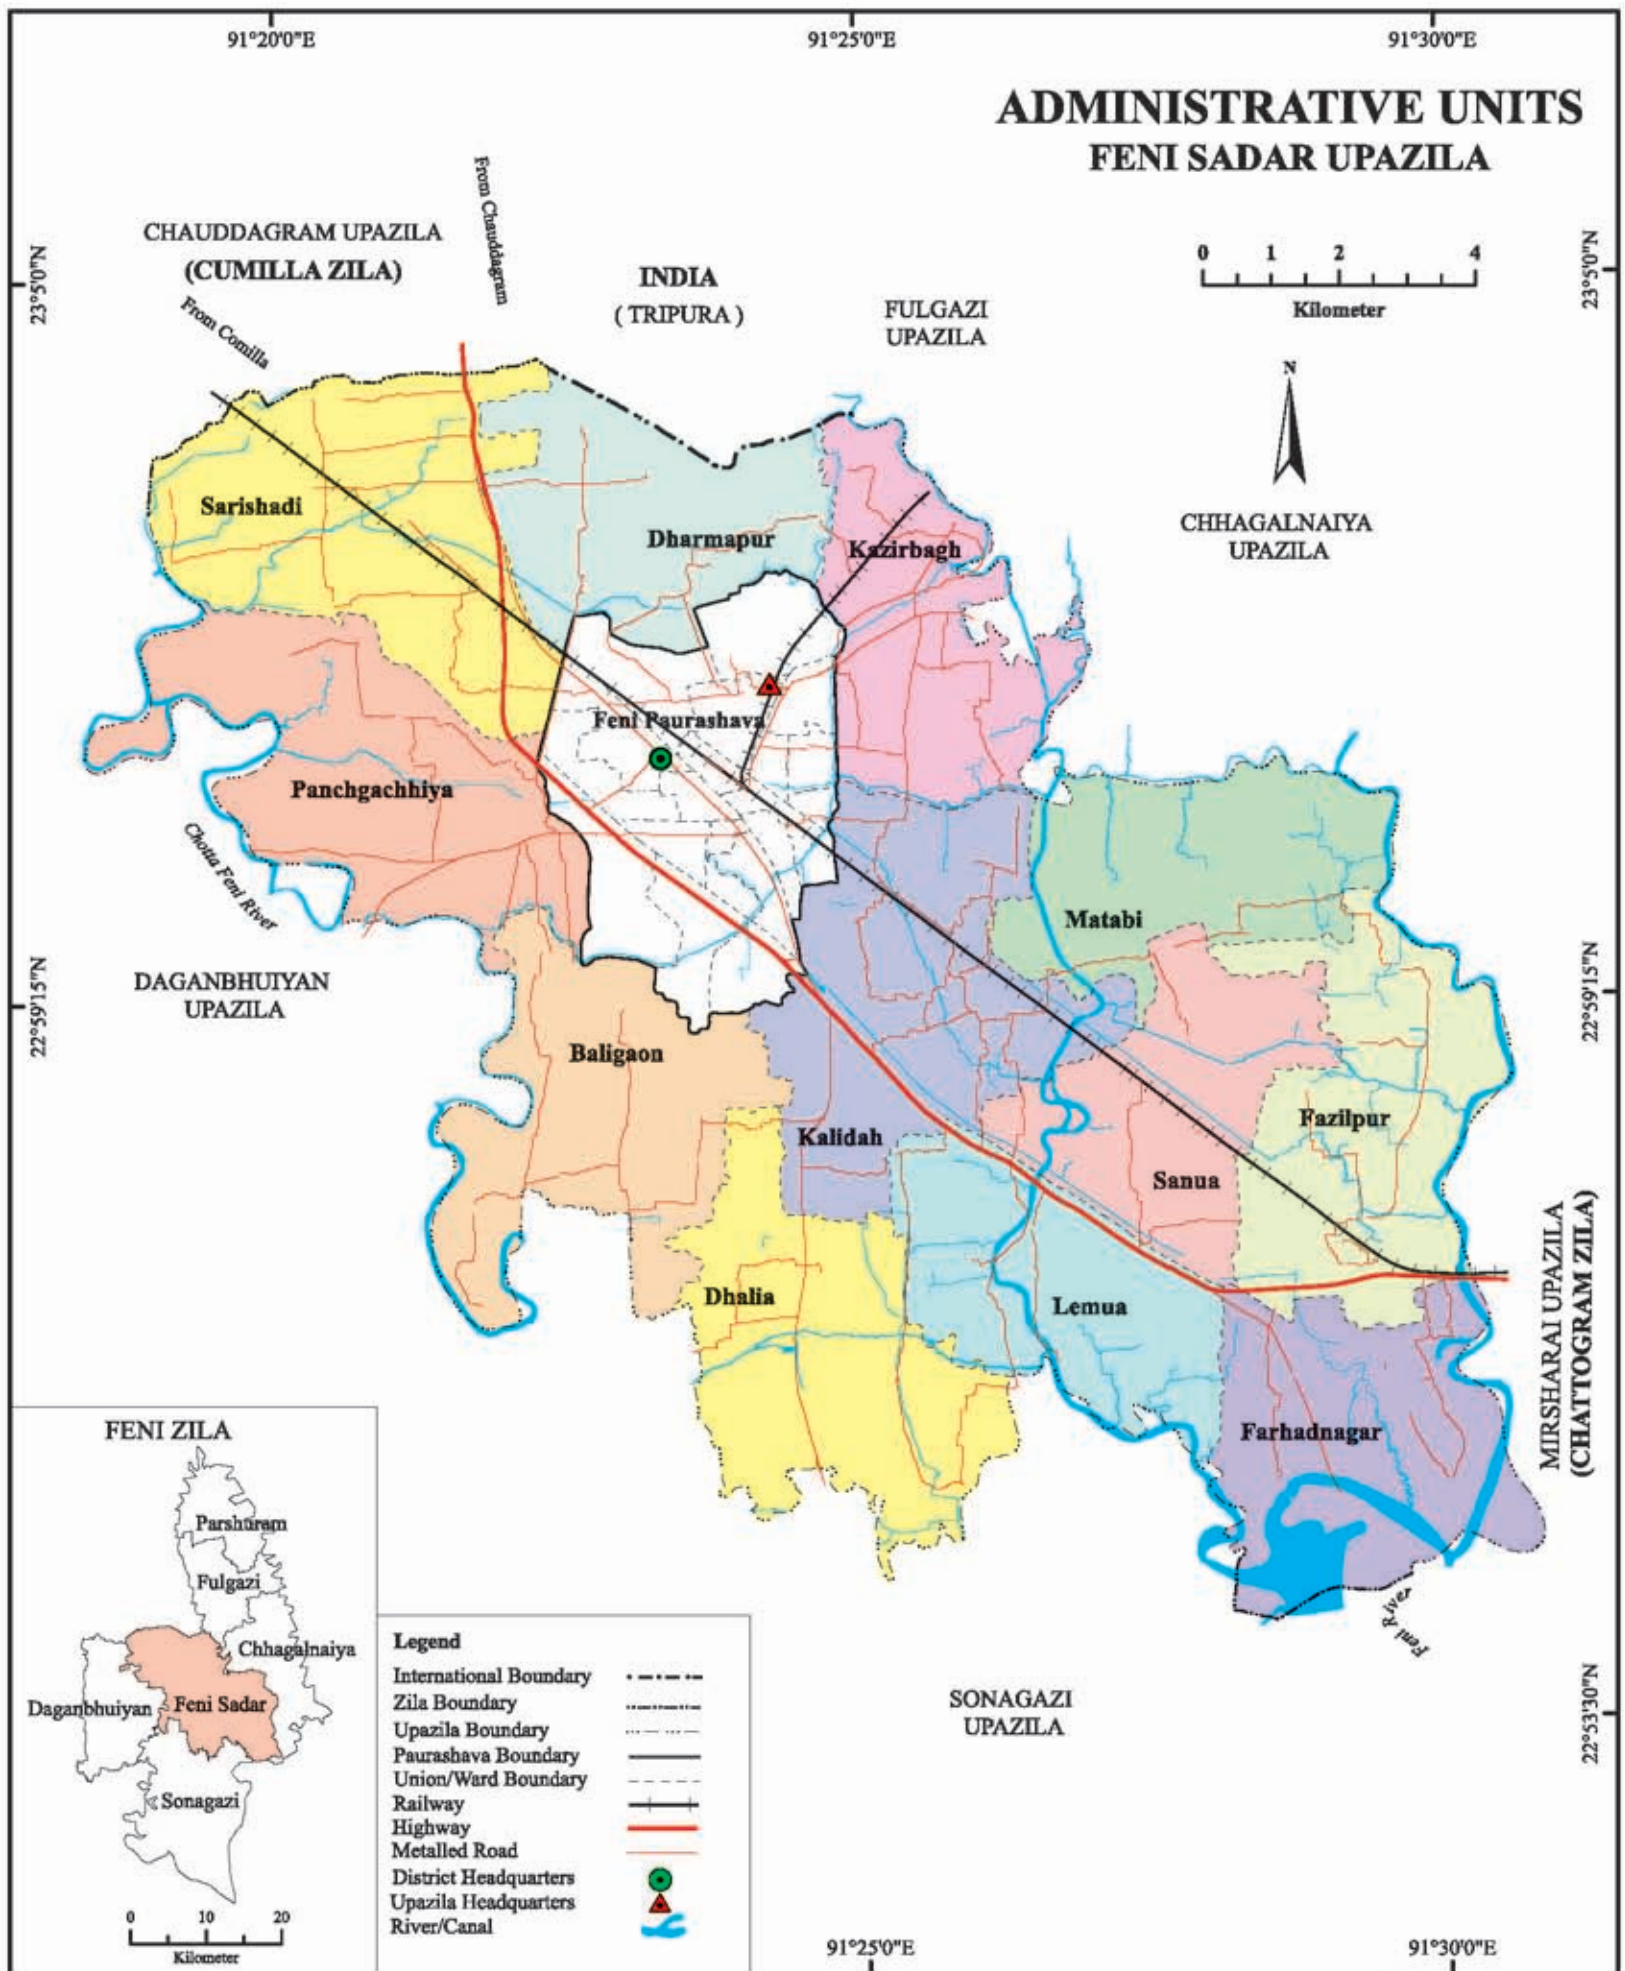 91°20'0"E
91°25'0"E
91°30'0"E
ADMINISTRATIVE UNITS
FENI SADAR UPAZILA
From Chauddagram
CHAUDDAGRAM UPAZILA
(CUMILLA ZILA)
INDIA
( TRIPURA )
FULGAZI
UPAZILA
0 1 2 4
Kilometer
23°5'0"N
23°5'0"N
From Comilla
N
CHHAGALNAIYA
UPAZILA
Sarishadi
Dharmapur
Kazirbagh
Feni Paurashava
Panchgachhiya
Chotta Feni River
Matabi
DAGANBHUIYAN
UPAZILA
22°59'15"N
22°59'15"N
Baligaon
Kalidah
Fazilpur
Sanua
Dhalia
Lemua
MIRSHARAI UPAZILA
(CHATTOGRAM ZILA)
Farhadnagar
Feni River
FENI ZILA
Parshuram
Fulgazi
Chhagalnaiya
Daganbhuiyan
Feni Sadar
Sonagazi
0 10 20
Kilometer
Legend
International Boundary
Zila Boundary
Upazila Boundary
Paurashava Boundary
Union/Ward Boundary
Railway
Highway
Metalled Road
District Headquarters
Upazila Headquarters
River/Canal
SONAGAZI
UPAZILA
22°53'30"N
91°25'0"E
91°30'0"E